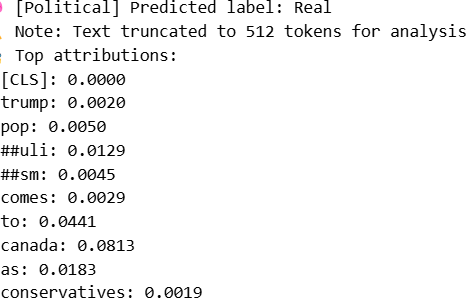 [Political] Predicted label: Real
Note: Text truncated to 512 tokens for analysis
Top attributions:
[CLS]: 0.0000
trump: 0.0020
pop: 0.0050
##uli: 0.0129
##sm: 0.0045
comes: 0.0029
to: 0.0441
canada: 0.0813
as: 0.0183
conservatives: 0.0019